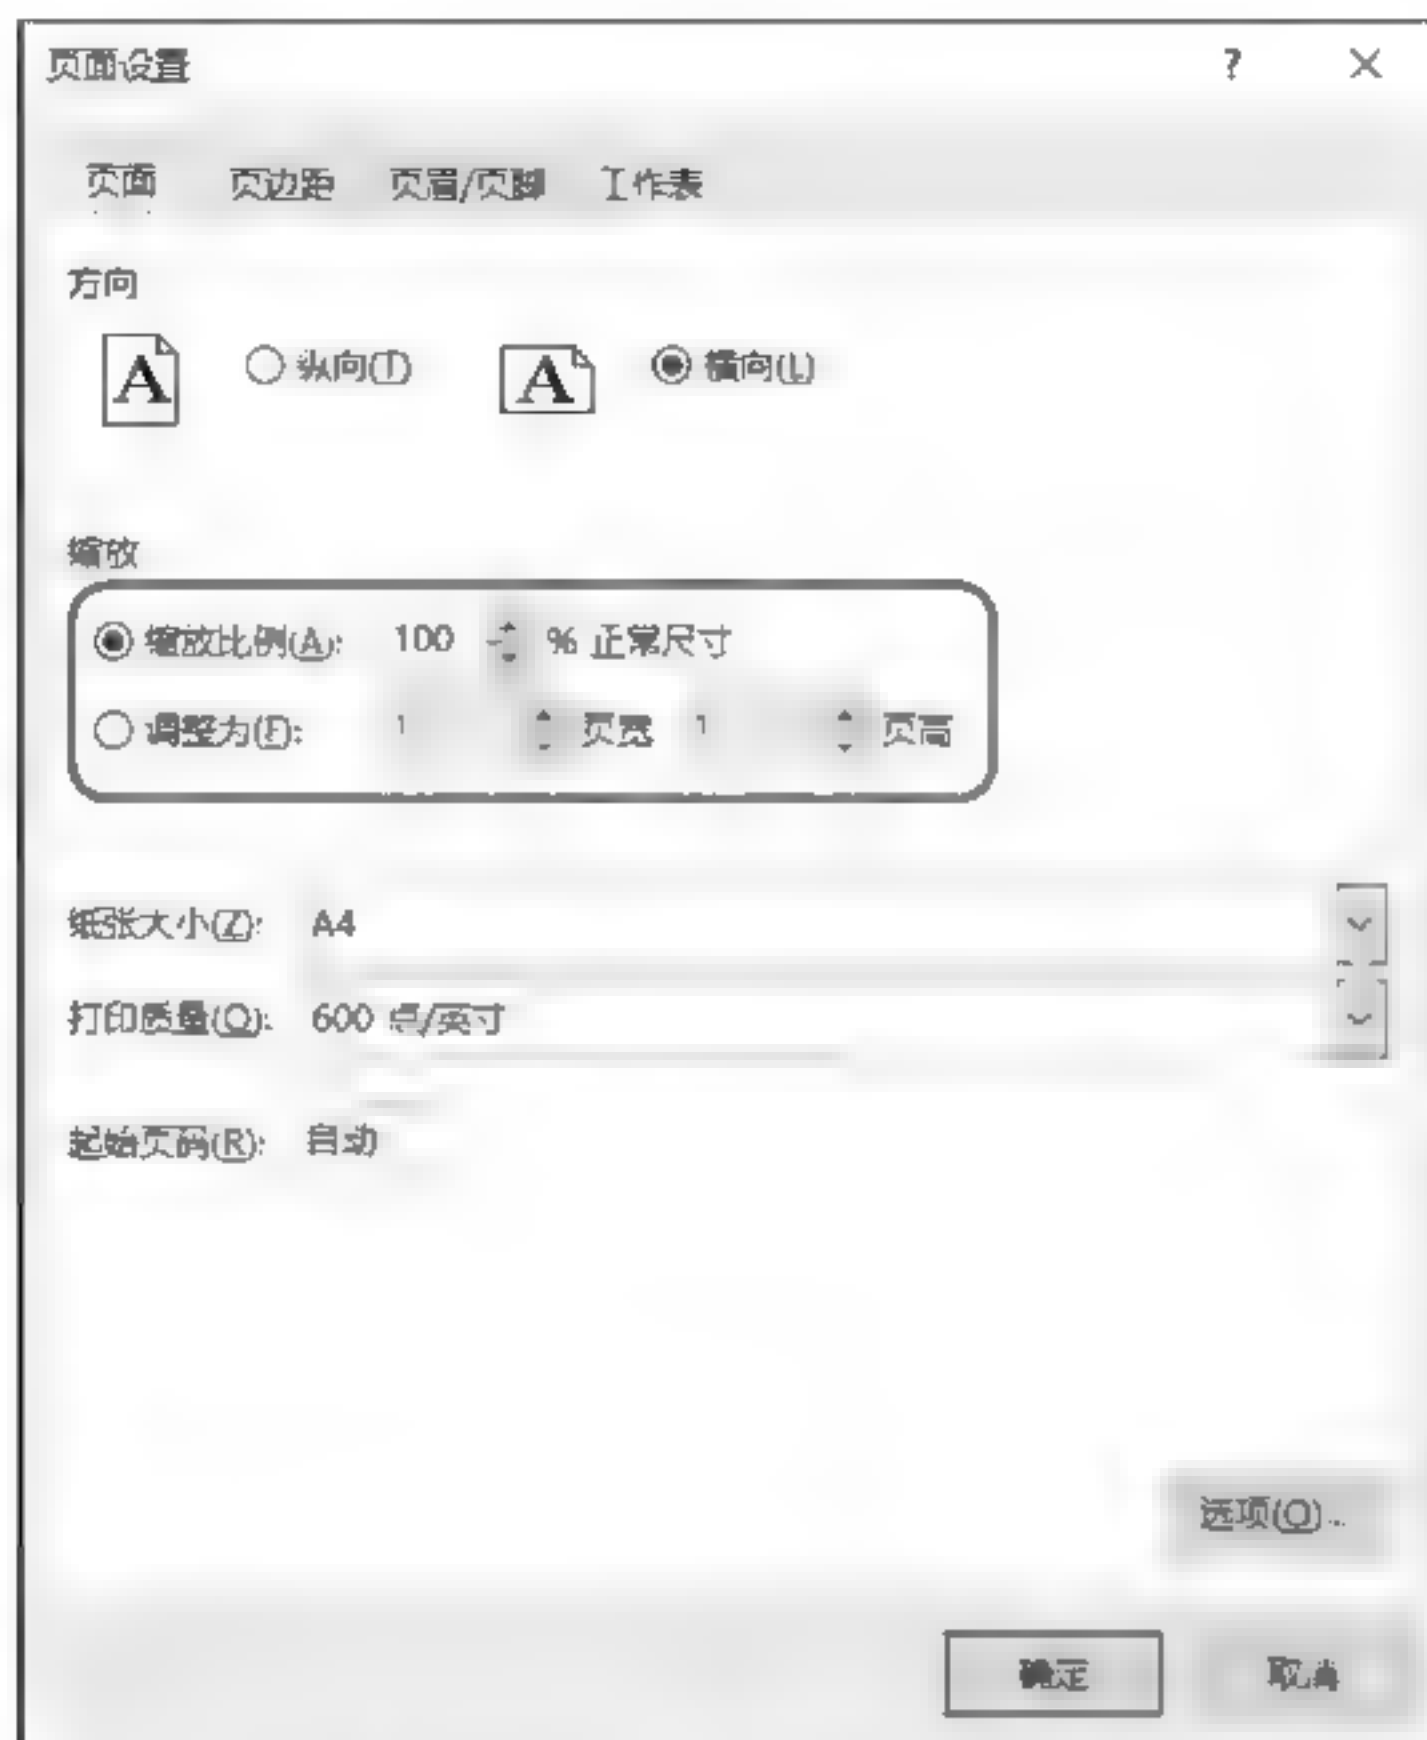 页面设置 ? ×
页面 页边距 页眉/页脚 工作表
方向
A 纵向(T) A 横向(L)
缩放
缩放比例(A): 100 % 正常尺寸
调整为(F): 1 页宽 1 页高
纸张大小(Z): A4
打印质量(Q): 600 点/英寸
起始页码(R): 自动
选项(O)...
确定 取消